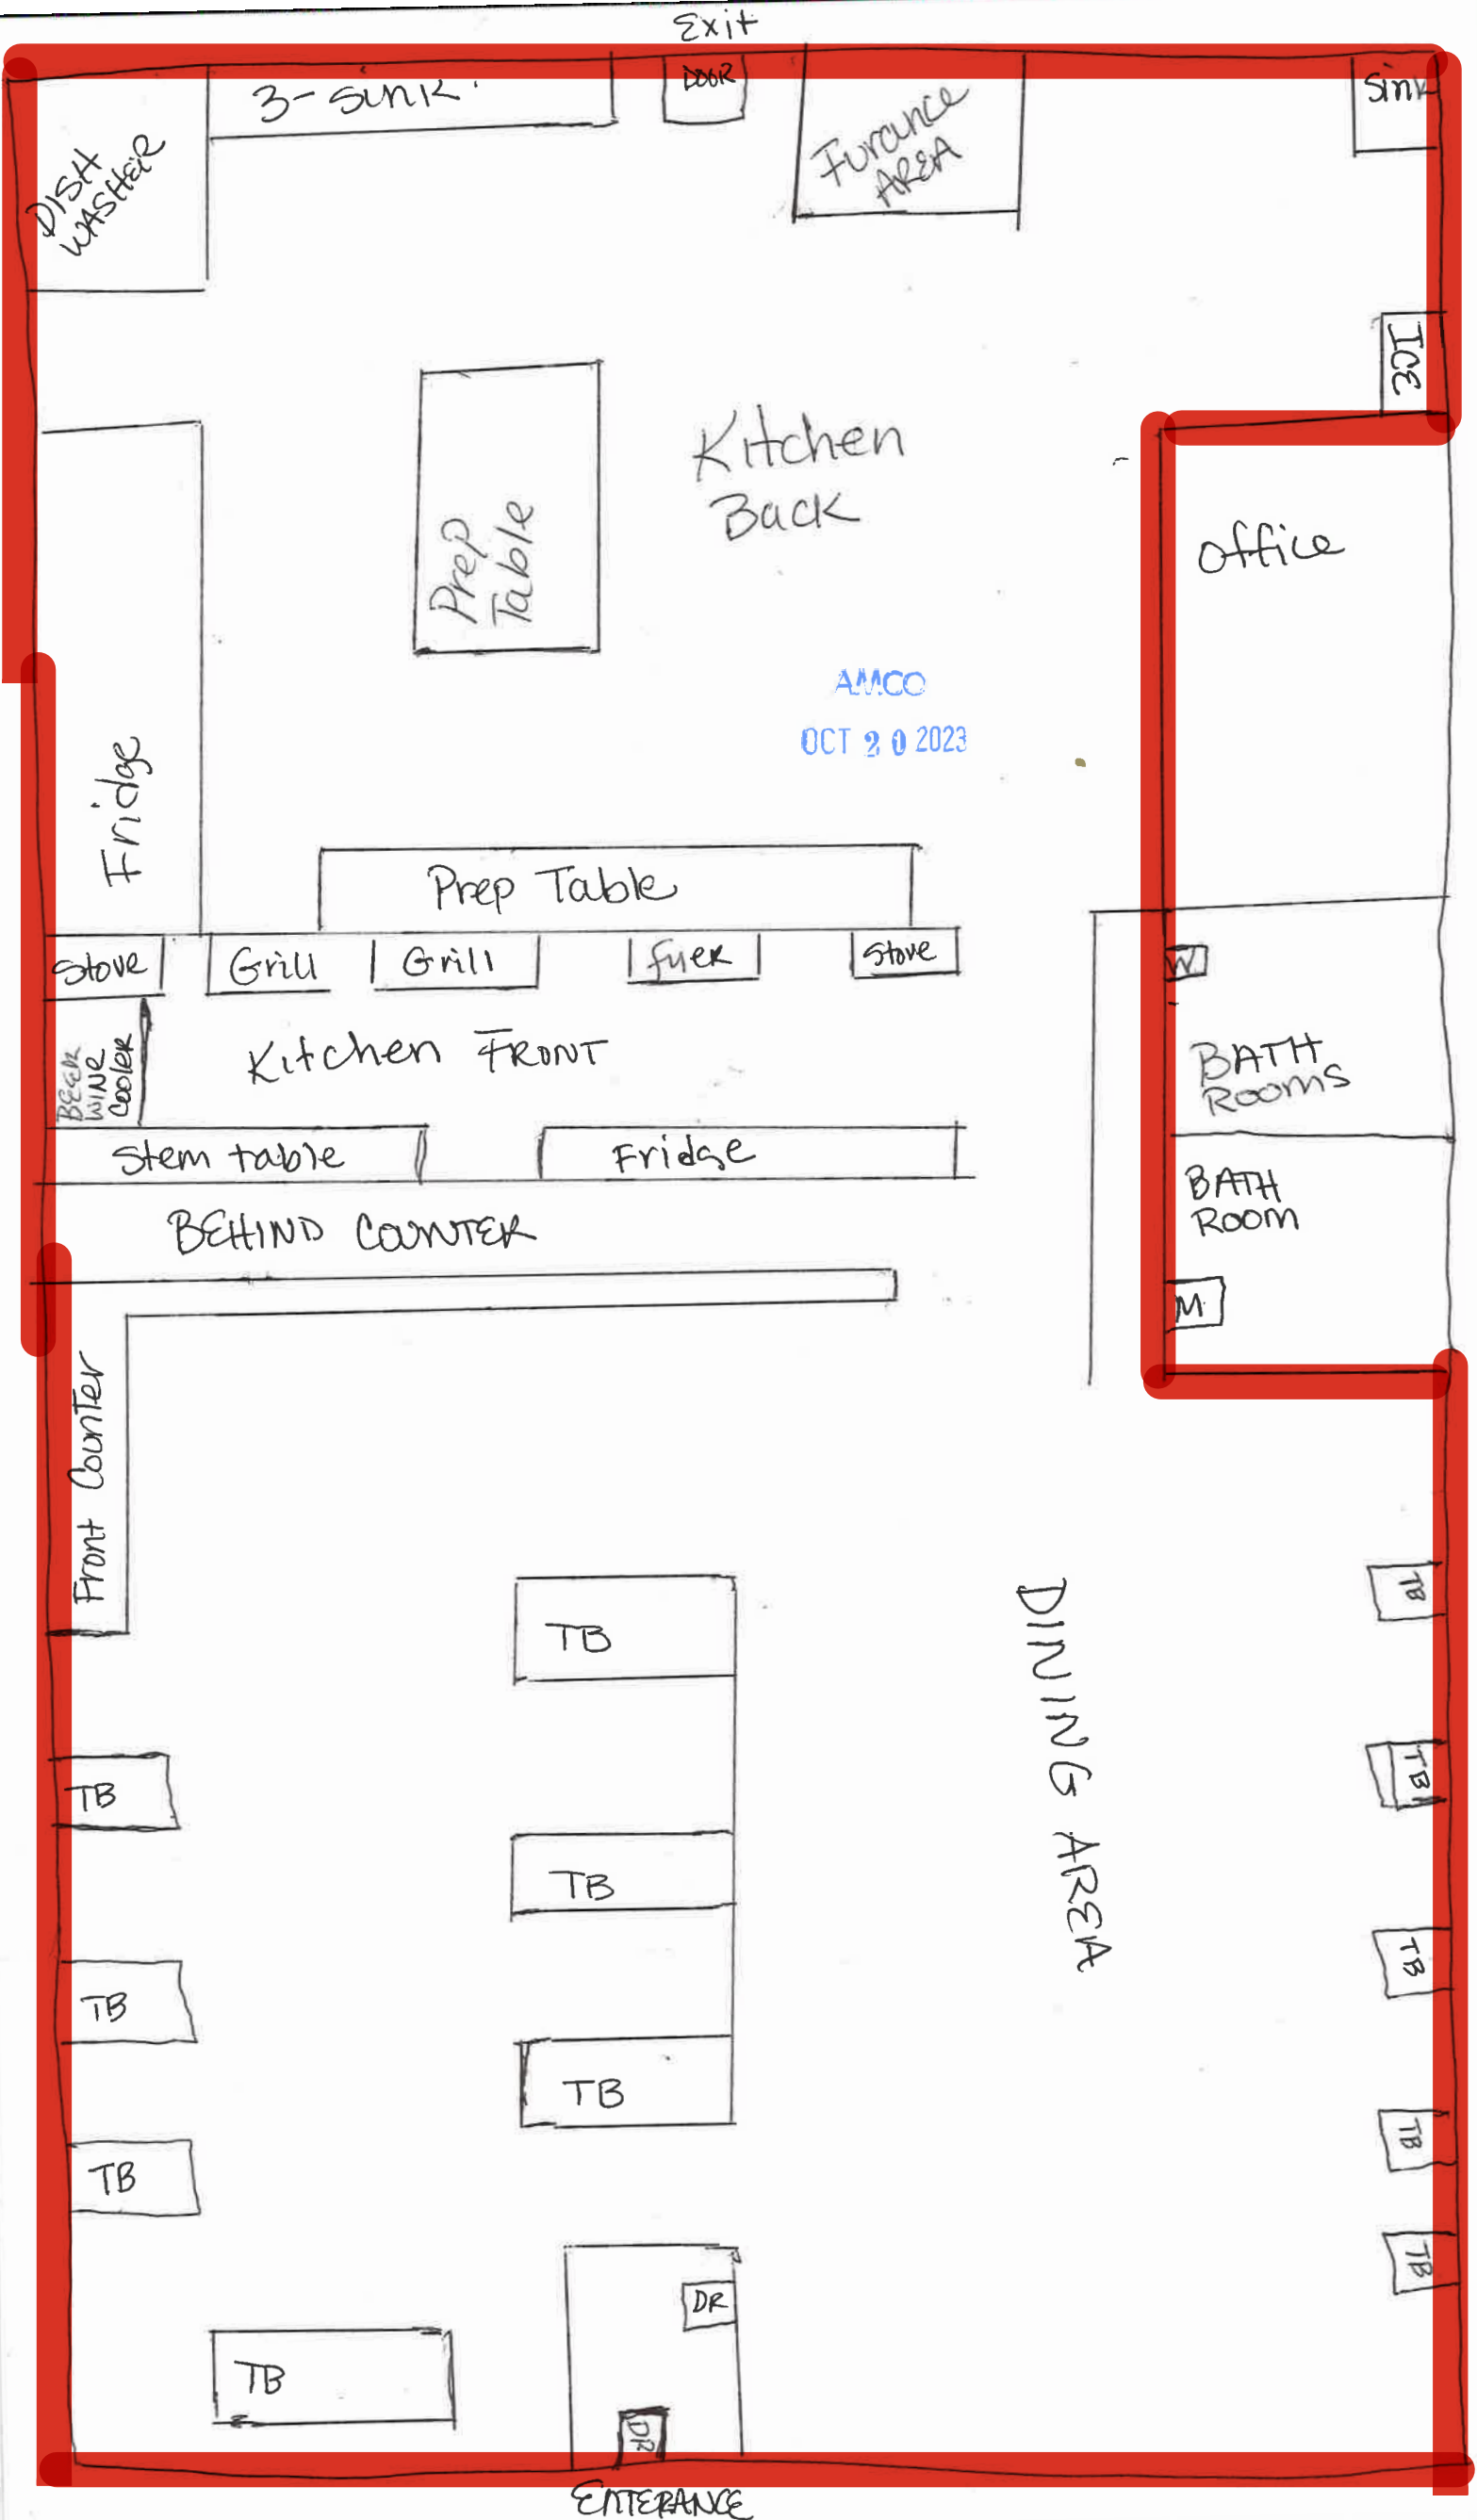 Exit
3-Sink.
DOOR
Sink
DISH
WASHER
Furance
AREA
ICE
Kitchen
Back
Office
Prep
Table
AMCO
OCT 20 2023
Fridge
Prep Table
Stove
Grill
Grill
Stove
W
BEER
WINE
Cooler
Kitchen FRONT
BATH
ROOMS
Stem table
Fridge
BATH
ROOM
BEHIND COUNTER
M
Front Counter
TB
TB
DINING AREA
TB
TB
TB
TB
TB
TB
TB
TB
TB
DR
TB
DR
ENTERANCE